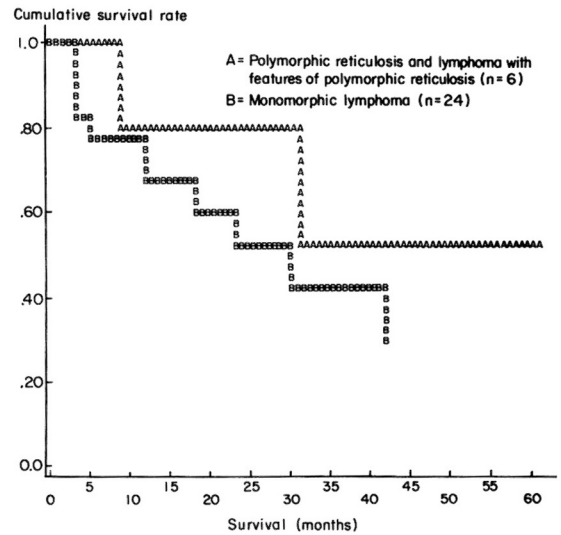 Cumulative survival rate
A= Polymorphic reticulosis and lymphoma with
features of polymorphic reticulosis (n=6)
B= Monomorphic lymphoma (n=24)
1.0
.80
.60
.40
.20
0.0
5 15 25 35 45 55
0 10 20 30 40 50 60
Survival (months)